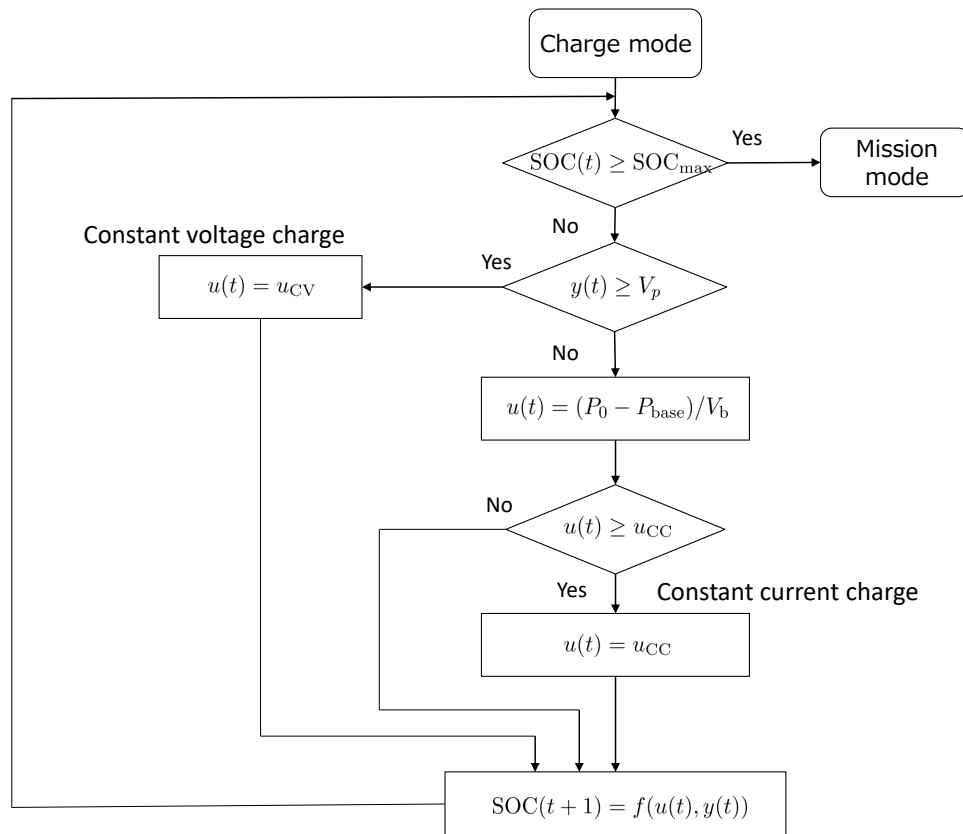 Charge mode
Yes
SOC(t) ≥ SOC_max
Mission
mode
No
Constant voltage charge
Yes
u(t) = u_CV
y(t) ≥ V_p
No
u(t) = (P_0 − P_base)/V_b
No
u(t) ≥ u_CC
Yes
Constant current charge
u(t) = u_CC
SOC(t + 1) = f(u(t), y(t))